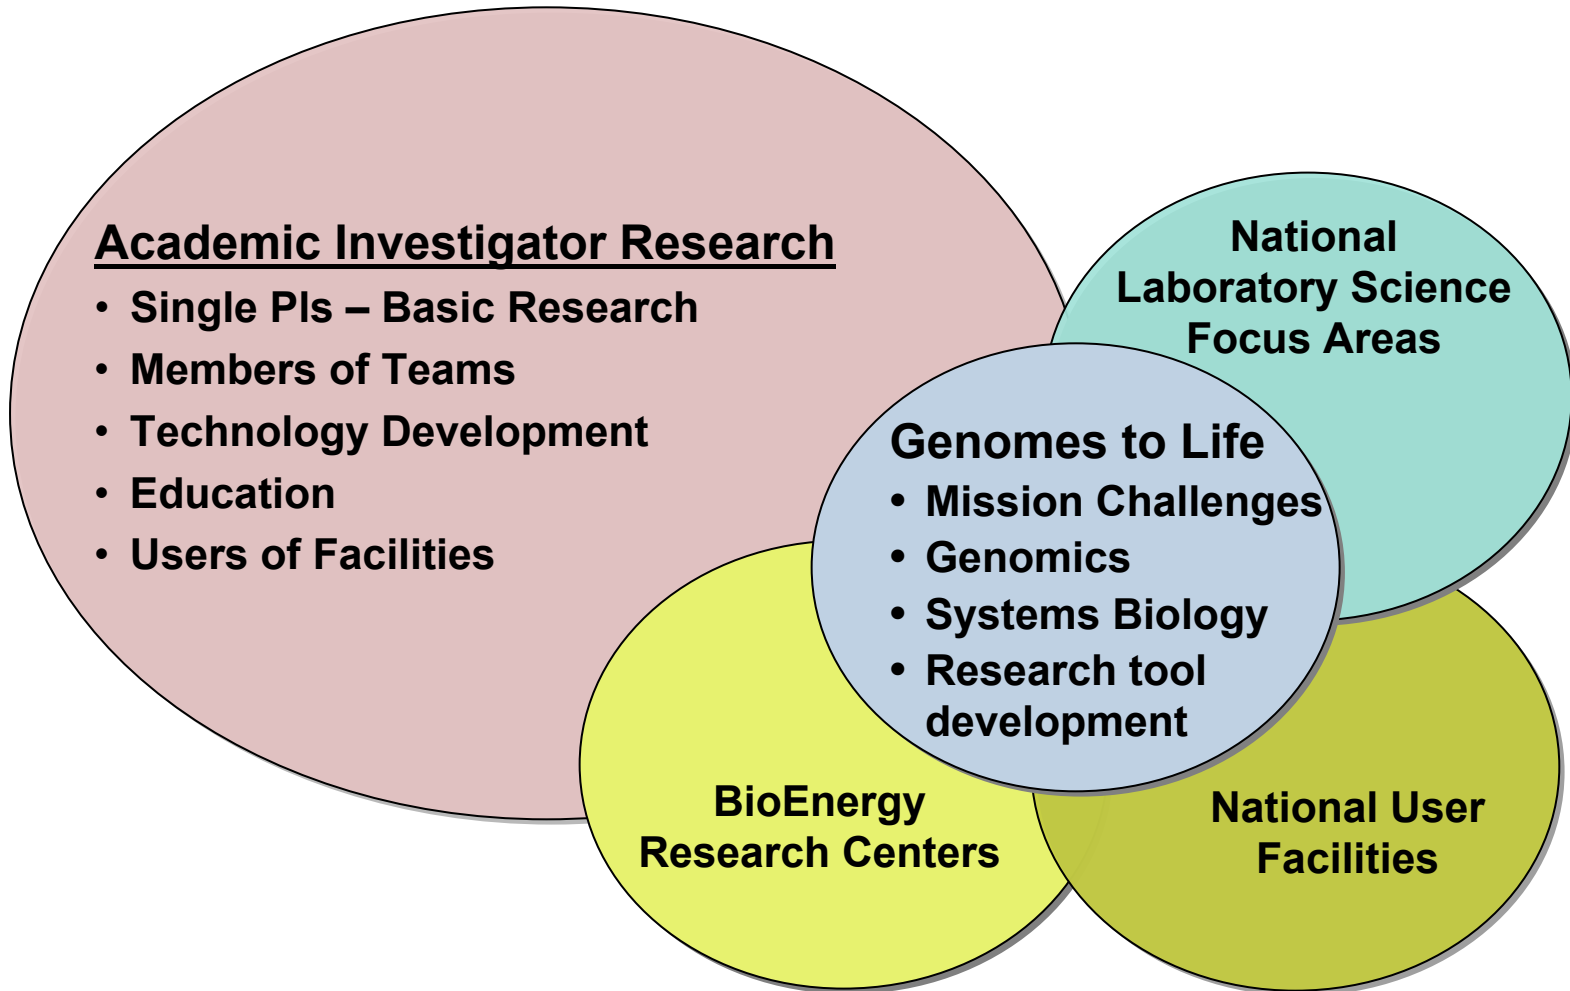 Academic Investigator Research
• Single PIs – Basic Research
• Members of Teams
• Technology Development
• Education
• Users of Facilities
National
Laboratory Science
Focus Areas
Genomes to Life
• Mission Challenges
• Genomics
• Systems Biology
• Research tool
development
BioEnergy
Research Centers
National User
Facilities